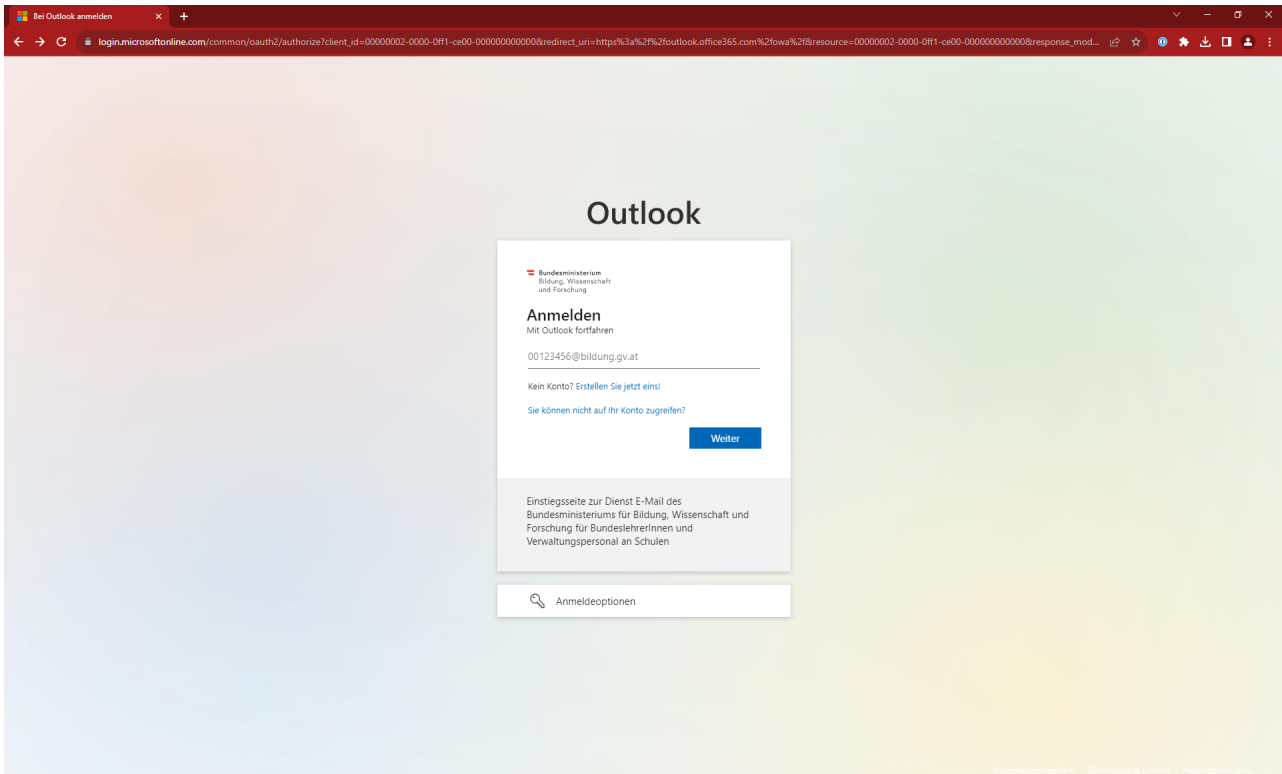 Bei Outlook anmelden
login.microsoftonline.com/common/oauth2/authorize?client_id=00000002-0000-0ff1-ce00-000000000000&redirect_uri=https%3a%2f%2foutlook.office365.com%2fowa%2f&resource=00000002-0000-0ff1-ce00-000000000000&response_mod...
Outlook
Bundesministerium
Bildung, Wissenschaft
und Forschung
Anmelden
Mit Outlook fortfahren
00123456@bildung.gv.at
Kein Konto? Erstellen Sie jetzt eins!
Sie können nicht auf Ihr Konto zugreifen?
Weiter
Einstiegsseite zur Dienst E-Mail des
Bundesministeriums für Bildung, Wissenschaft und
Forschung für BundeslehrerInnen und
Verwaltungspersonal an Schulen
Anmeldeoptionen